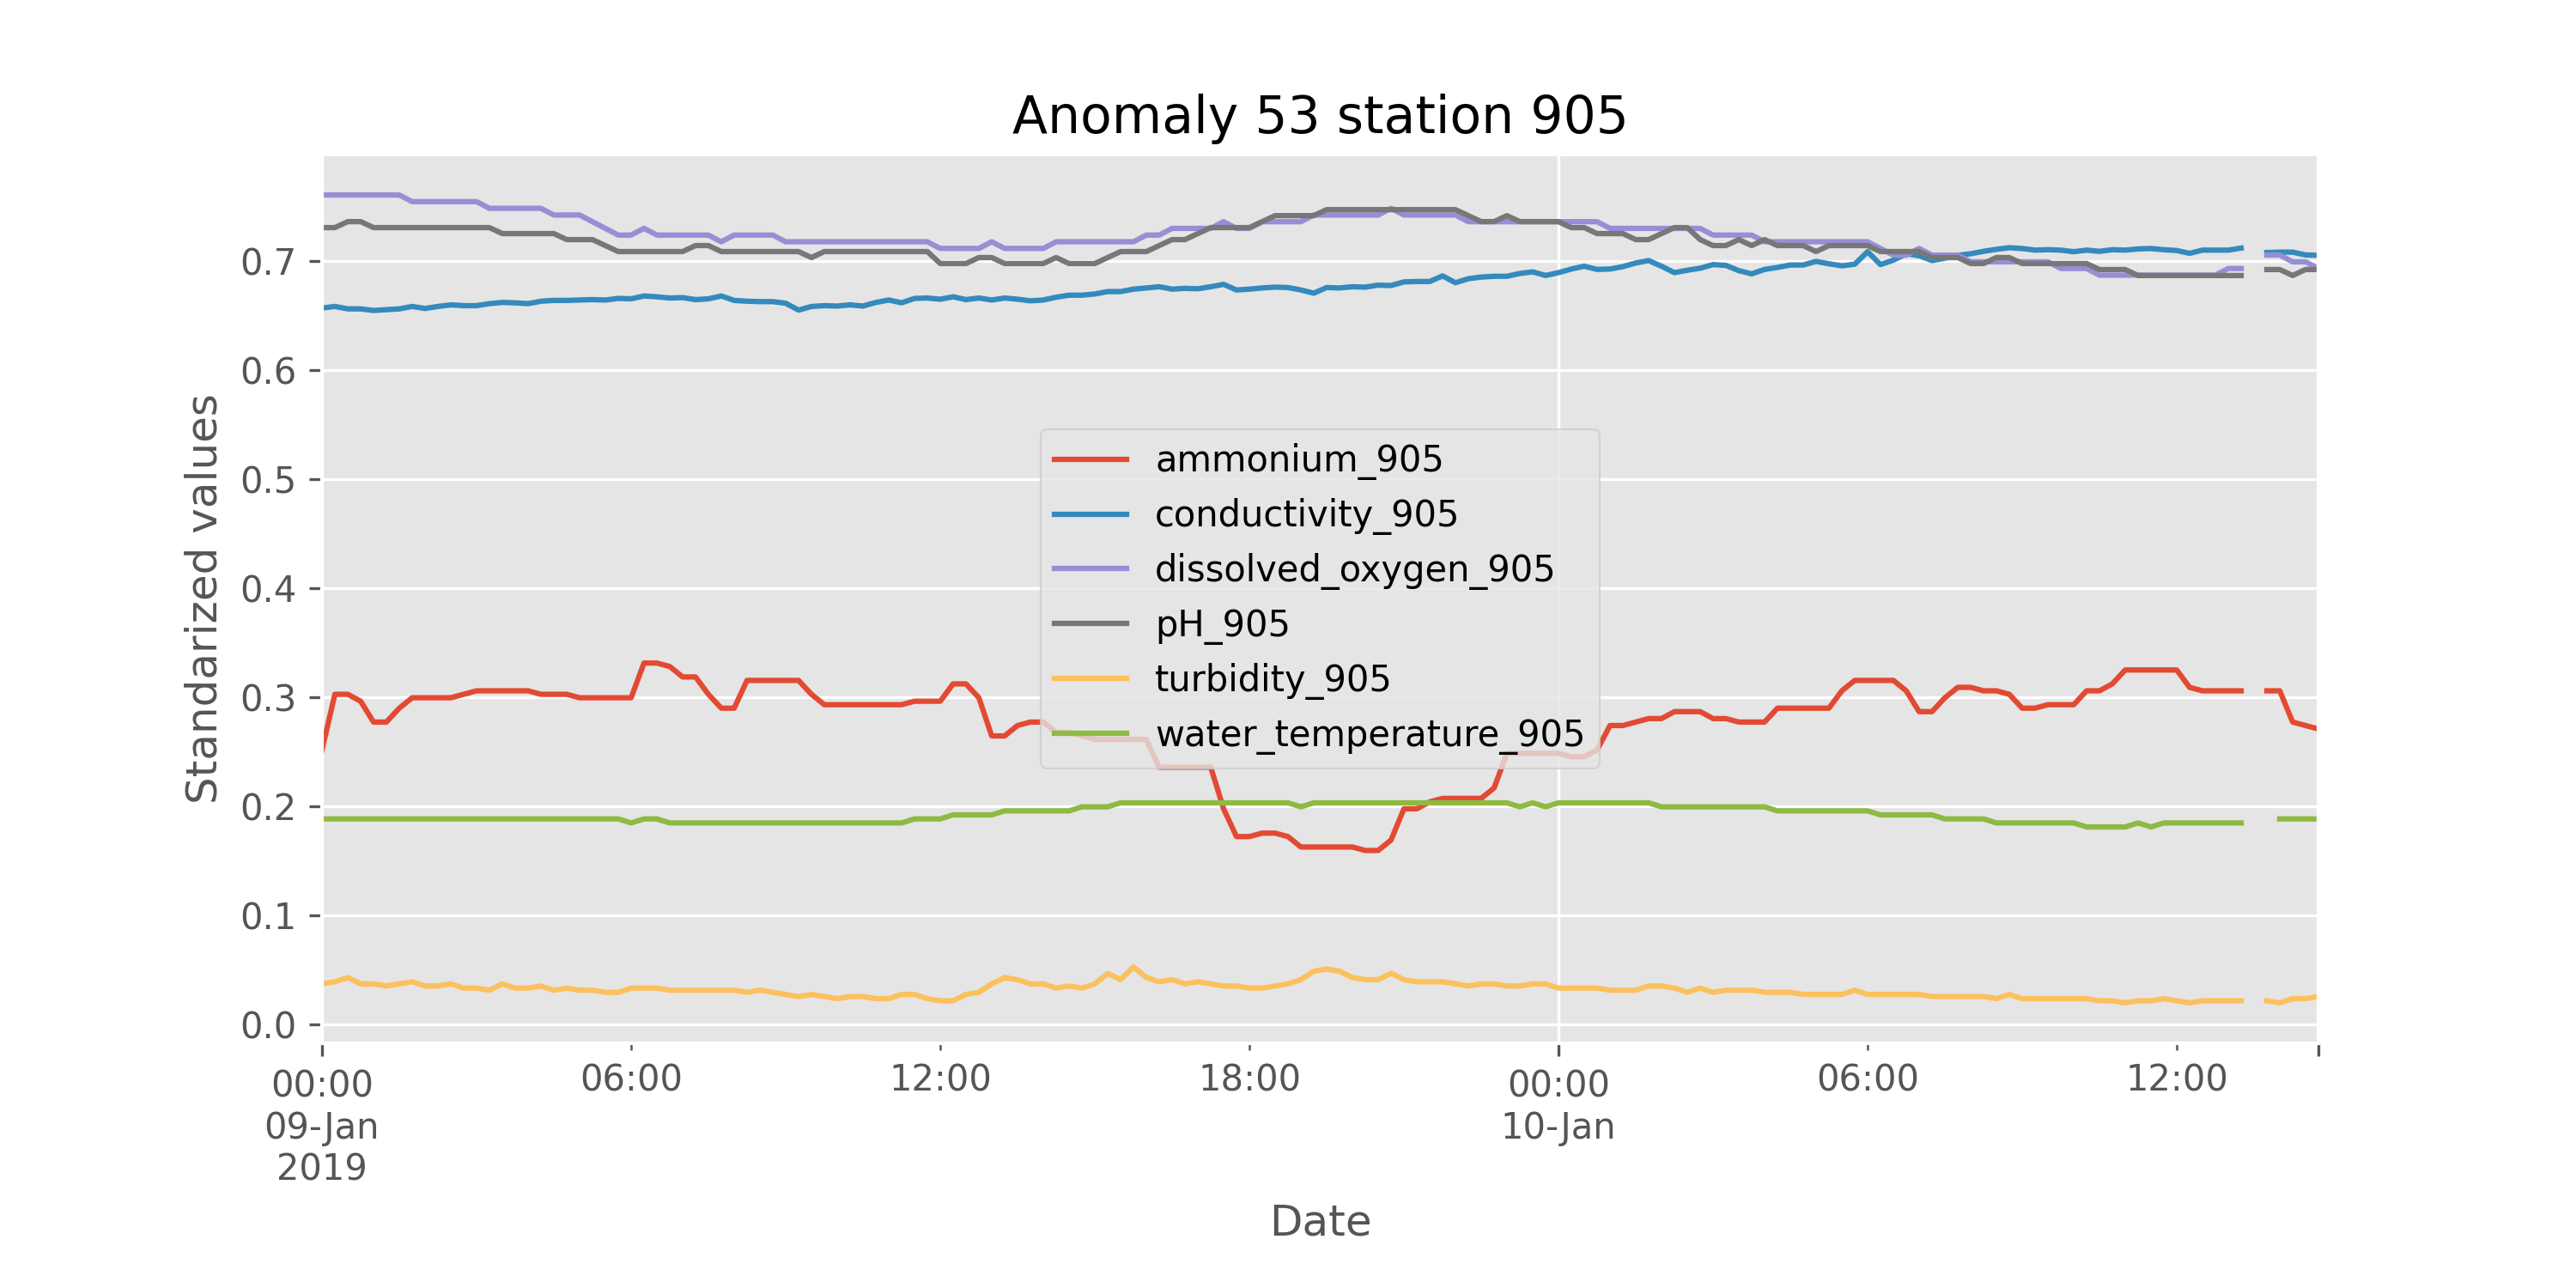 Anomaly 53 station 905
Standarized values
0.7
0.6
0.5
0.4
0.3
0.2
0.1
0.0
ammonium_905
conductivity_905
dissolved_oxygen_905
pH_905
turbidity_905
water_temperature_905
00:00 06:00 12:00 18:00 00:00 06:00 12:00
09-Jan 10-Jan
2019
Date